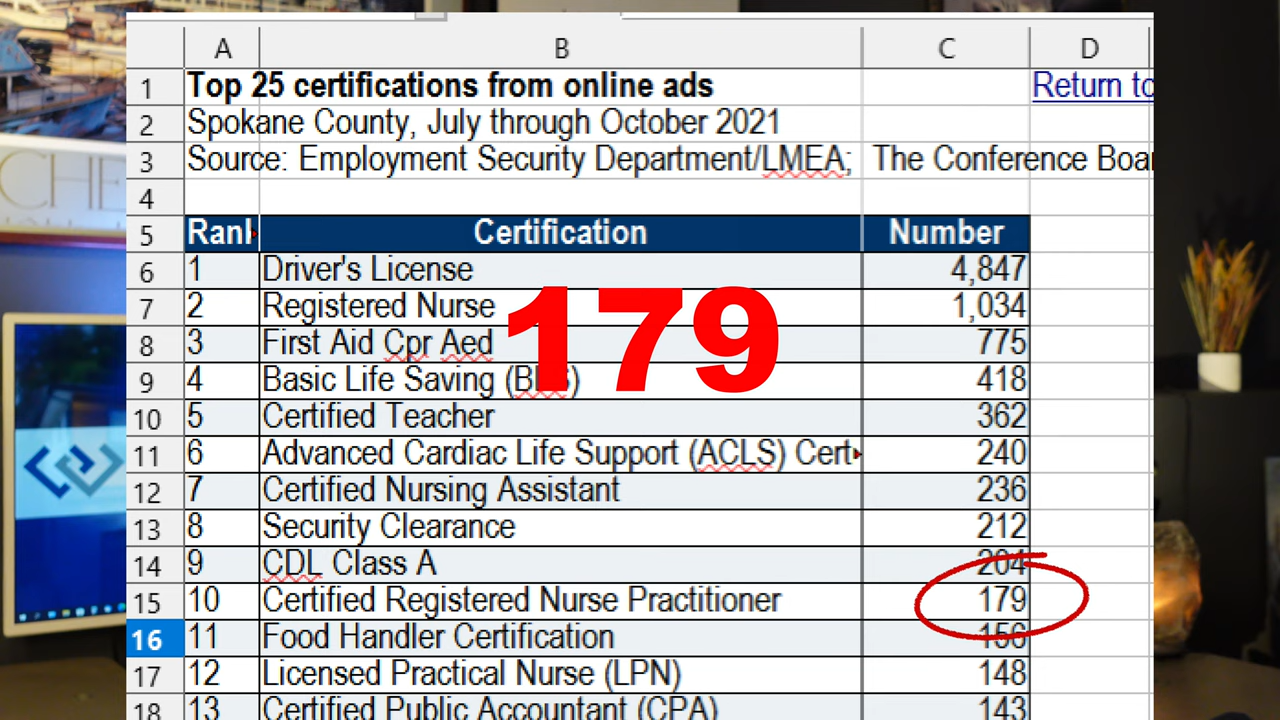 A B C D
1 Top 25 certifications from online ads Return to
2 Spokane County, July through October 2021
3 Source: Employment Security Department/LMEA; The Conference Boar
4
5 Rank Certification Number
6 1 Driver's License 4,847
7 2 Registered Nurse 1,034
179
8 3 First Aid Cpr Aed 775
9 4 Basic Life Saving (BLS) 418
10 5 Certified Teacher 362
11 6 Advanced Cardiac Life Support (ACLS) Cert 240
12 7 Certified Nursing Assistant 236
13 8 Security Clearance 212
14 9 CDL Class A 204
15 10 Certified Registered Nurse Practitioner 179
16 11 Food Handler Certification 156
17 12 Licensed Practical Nurse (LPN) 148
18 13 Certified Public Accountant (CPA) 143
CHE